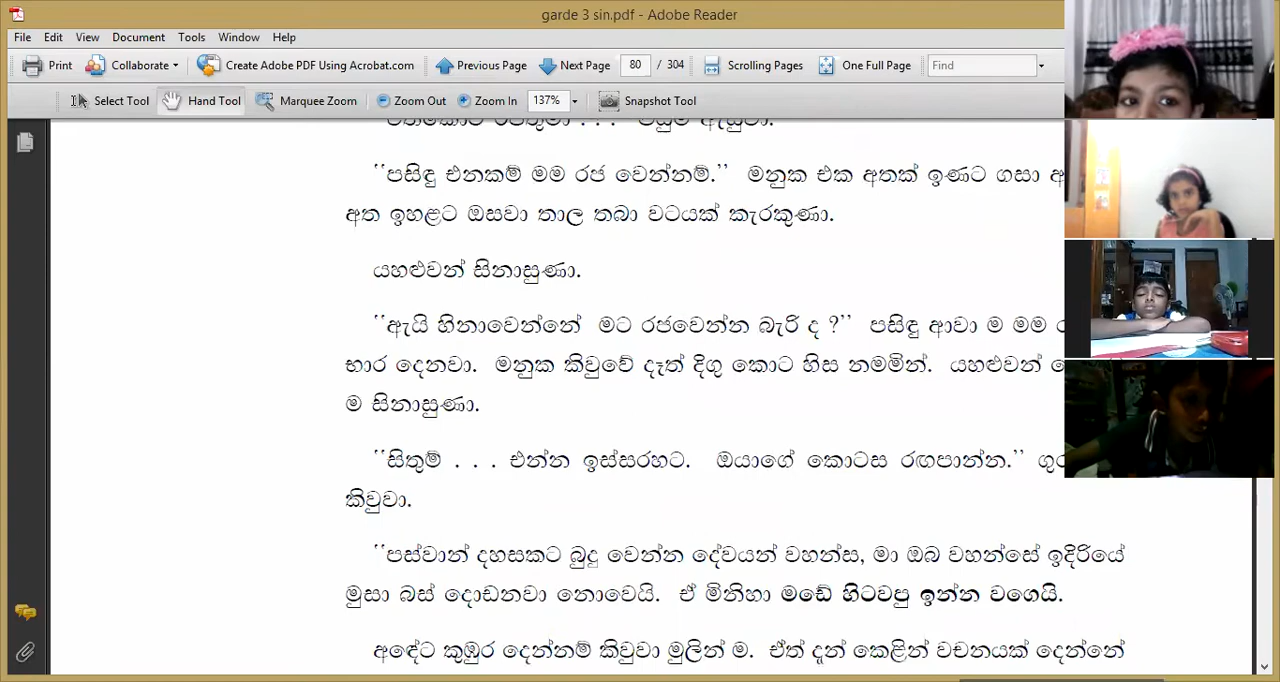 garde 3 sin.pdf - Adobe Reader
File Edit View Document Tools Window Help
Print Collaborate Create Adobe PDF Using Acrobat.com Previous Page Next Page 80 / 304 Scrolling Pages One Full Page Find
Select Tool Hand Tool Marquee Zoom Zoom Out Zoom In 137% Snapshot Tool
‘‘පසිඳු එනකම් මම රජ වෙන්නම්.’’ මනුක එක අතක් ඉණට ගසා
අත ඉහළට ඔසවා තාල තබා වටයක් කැරකුණා.
යහළුවන් සිනාසුණා.
‘‘ඇයි හිනාවෙන්නේ මට රජවෙන්න බැරි ද ?’’ පසිඳු ආවා ම මම
භාර දෙනවා. මනුක කිවුවේ දෑත් දිගු කොට හිස නමමින්. යහළුවන්
ම සිනාසුණා.
‘‘සිතුම් . . . එන්න ඉස්සරහට. ඔයාගේ කොටස රඟපාන්න.’’
කිවුවා.
‘‘පස්වාන් දහසකට බුදු වෙන්න දේවයන් වහන්ස, මා ඔබ වහන්සේ ඉදිරියේ
මුසා බස් දොඩනවා නොවෙයි. ඒ මිනිහා මඩේ හිටවපු ඉන්න වගෙයි.
අඳේට කුඹුර දෙන්නම් කිවුවා මුලින් ම. ඒත් දැන් කෙළින් වචනයක් දෙන්නේ